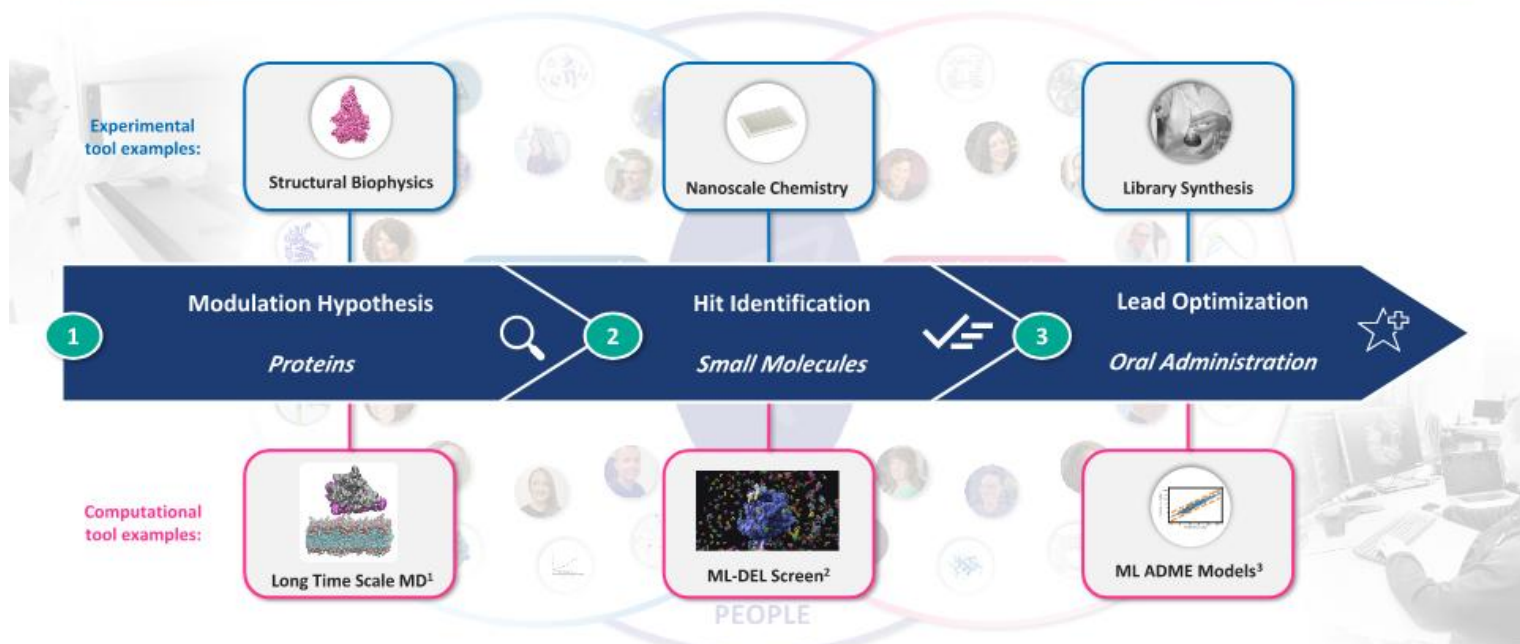 Experimental
tool examples:
Structural Biophysics
Nanoscale Chemistry
Library Synthesis
1
Modulation Hypothesis
Proteins
2
Hit Identification
Small Molecules
3
Lead Optimization
Oral Administration
Computational
tool examples:
Long Time Scale MD¹
ML-DEL Screen²
ML ADME Models³
PEOPLE